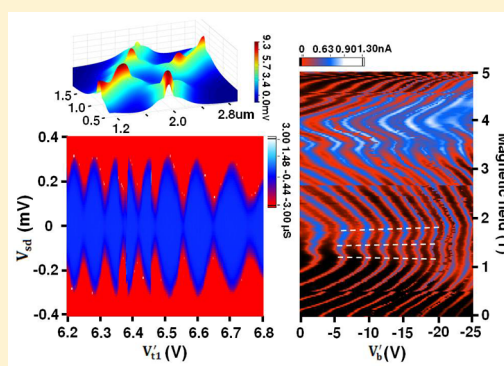 9.3
5.7
3.4
0.0mv
1.5
1.0
0.5
1.2
2.0
2.8um
0.4
0.2
0
-0.2
-0.4
V_sd (mV)
6.2 6.3 6.4 6.5 6.6 6.7 6.8
V'_t1 (V)
3.00
1.48
-0.44
-3.00 µS
0 0.63 0.90 1.30nA
5
4
3
2
1
0
Magnetic field (T)
0 -5 -10 -15 -20 -25
V'_b (V)